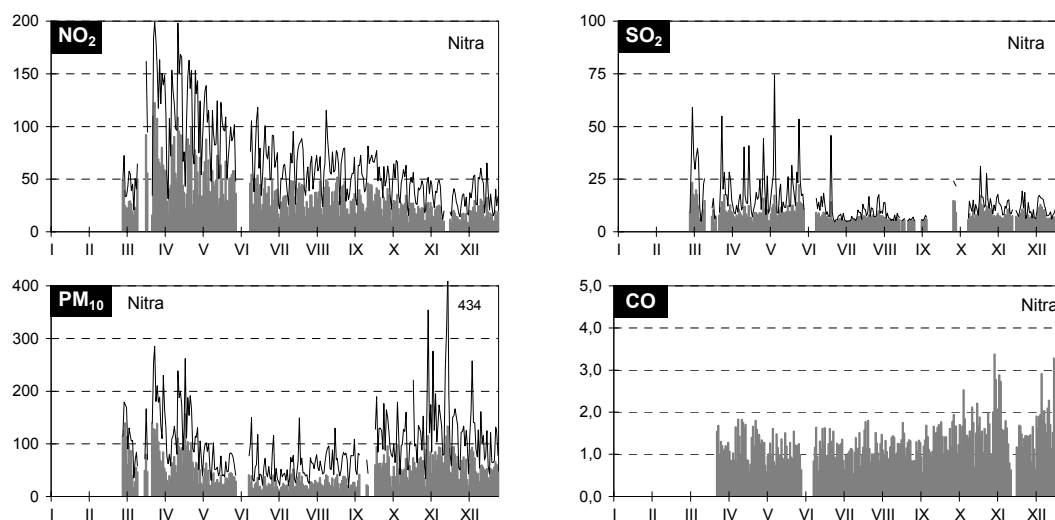 NO₂
Nitra
200
150
100
50
0
I II III IV V VI VII VIII IX X XI XII
SO₂
Nitra
100
75
50
25
0
I II III IV V VI VII VIII IX X XI XII
PM₁₀
Nitra
434
400
300
200
100
0
I II III IV V VI VII VIII IX X XI XII
CO
Nitra
5,0
4,0
3,0
2,0
1,0
0,0
I II III IV V VI VII VIII IX X XI XII